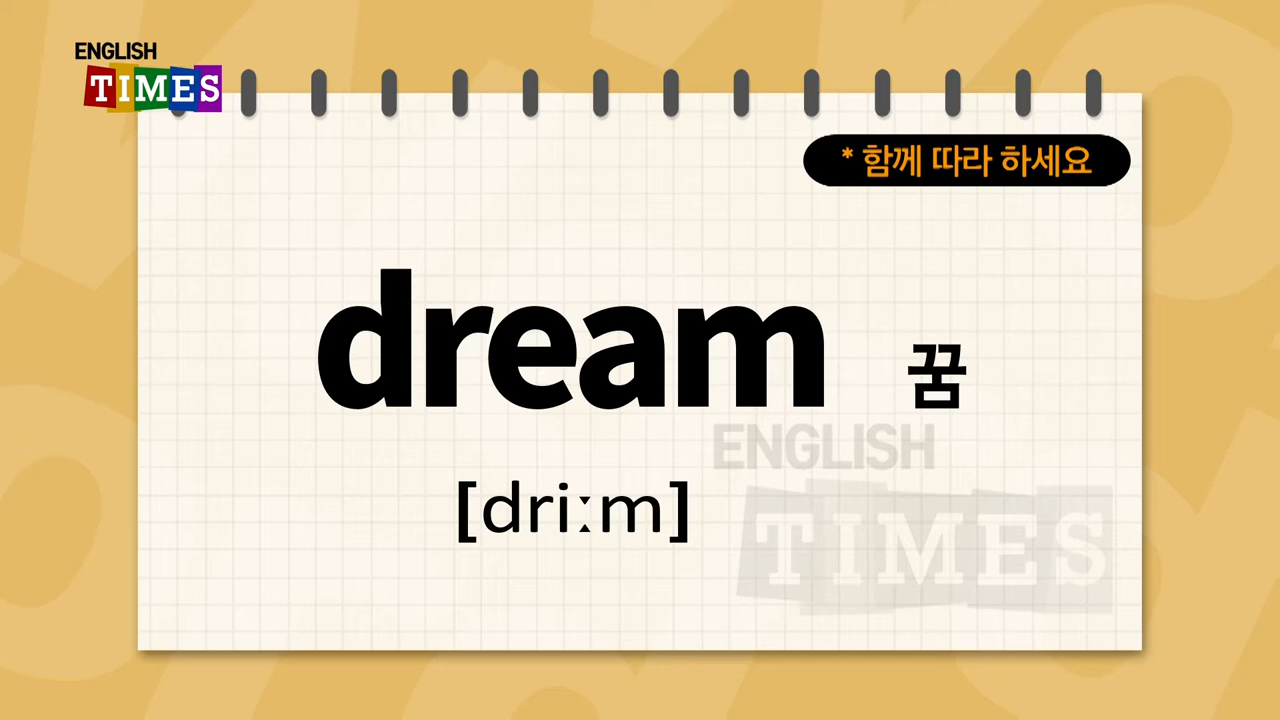 ENGLISH
TIMES
* 함께 따라 하세요
dream 꿈
[driːm]
ENGLISH
TIMES